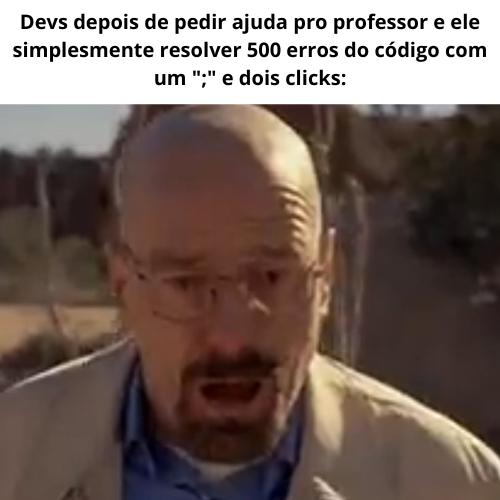 Devs depois de pedir ajuda pro professor e ele
simplesmente resolver 500 erros do código com
um ";" e dois clicks: